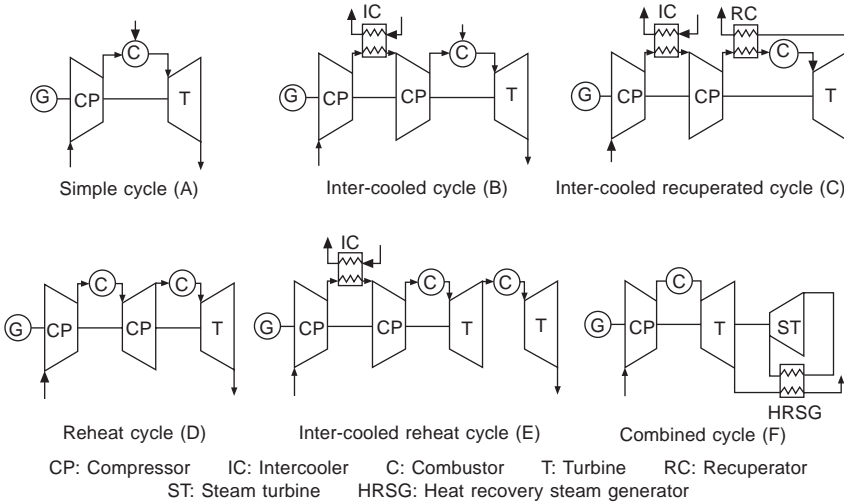 IC
IC
RC
C
C
C
G
CP
T
G
CP
CP
T
G
CP
CP
T
Simple cycle (A)
Inter-cooled cycle (B)
Inter-cooled recuperated cycle (C)
IC
C
C
C
C
C
G
CP
CP
T
G
CP
CP
T
T
G
CP
T
ST
HRSG
Reheat cycle (D)
Inter-cooled reheat cycle (E)
Combined cycle (F)
CP: Compressor IC: Intercooler C: Combustor T: Turbine RC: Recuperator
ST: Steam turbine HRSG: Heat recovery steam generator